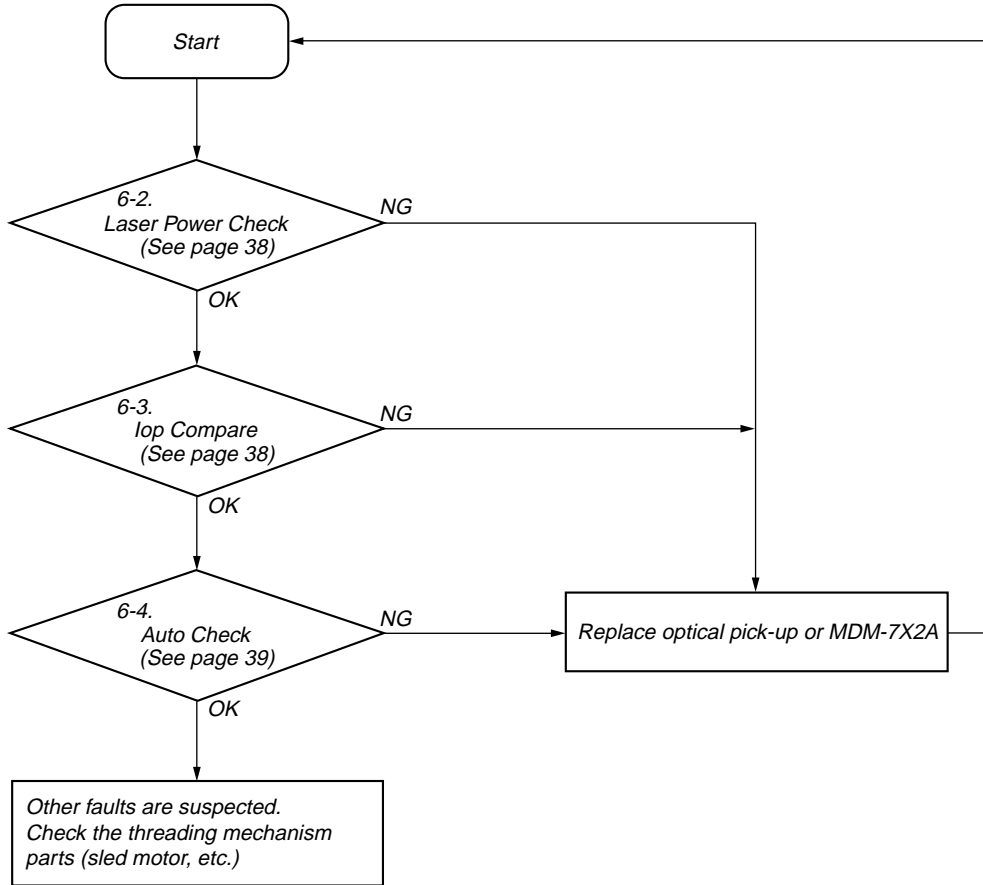 Start
6-2.
Laser Power Check
(See page 38)
NG
OK
6-3.
Iop Compare
(See page 38)
NG
OK
6-4.
Auto Check
(See page 39)
NG
OK
Replace optical pick-up or MDM-7X2A
Other faults are suspected.
Check the threading mechanism
parts (sled motor, etc.)